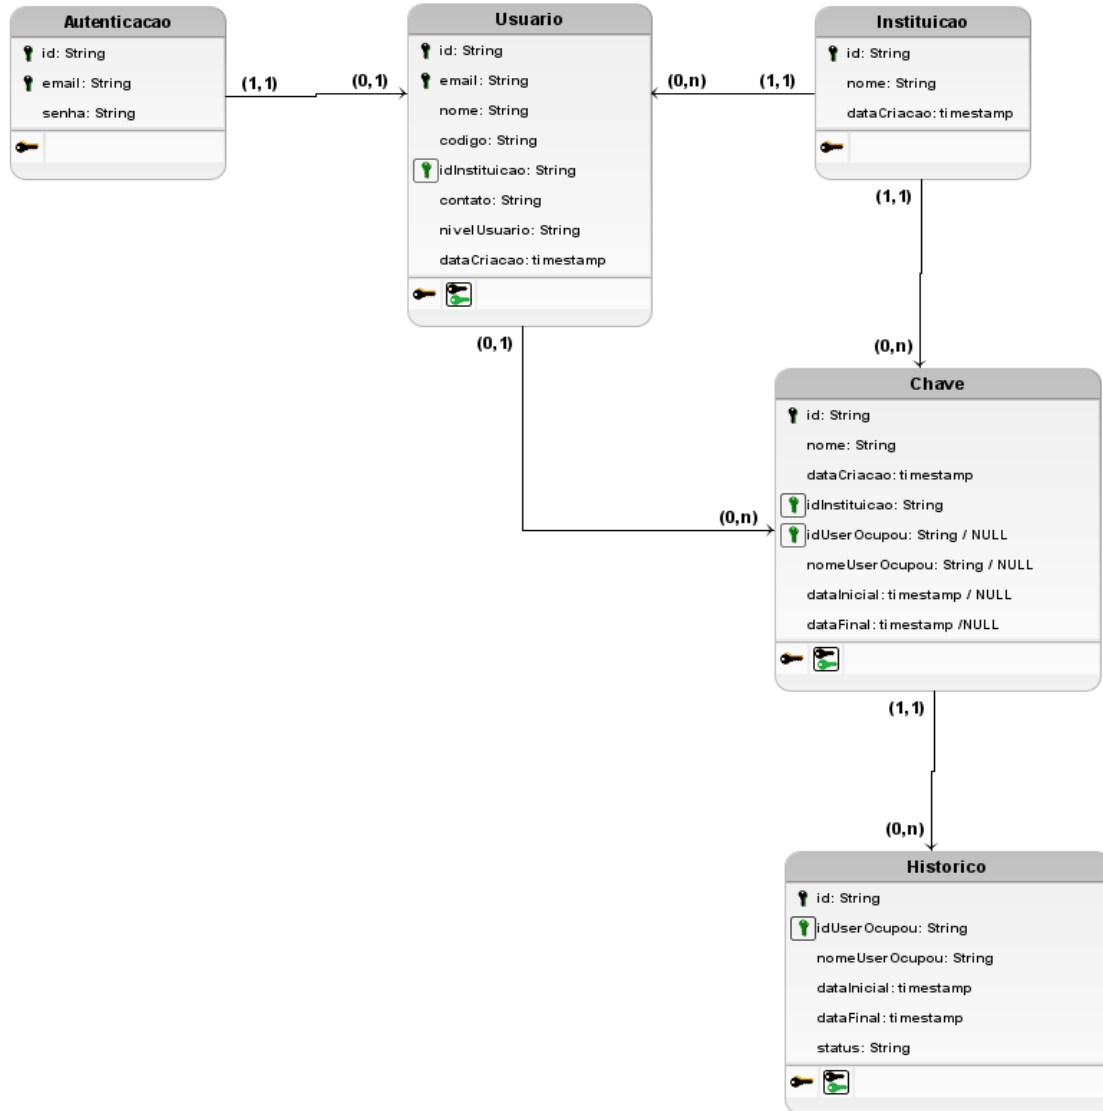 Autenticacao
id: String
email: String
senha: String
(1,1)
(0,1)
Usuario
id: String
email: String
nome: String
codigo: String
idInstituicao: String
contato: String
nivelUsuario: String
dataCriacao: timestamp
(0,n)
(1,1)
Instituicao
id: String
nome: String
dataCriacao: timestamp
(1,1)
(0,n)
(0,1)
(0,n)
Chave
id: String
nome: String
dataCriacao: timestamp
idInstituicao: String
idUserOcupou: String / NULL
nomeUserOcupou: String / NULL
dataInicial: timestamp / NULL
dataFinal: timestamp /NULL
(1,1)
(0,n)
Historico
id: String
idUserOcupou: String
nomeUserOcupou: String
dataInicial: timestamp
dataFinal: timestamp
status: String